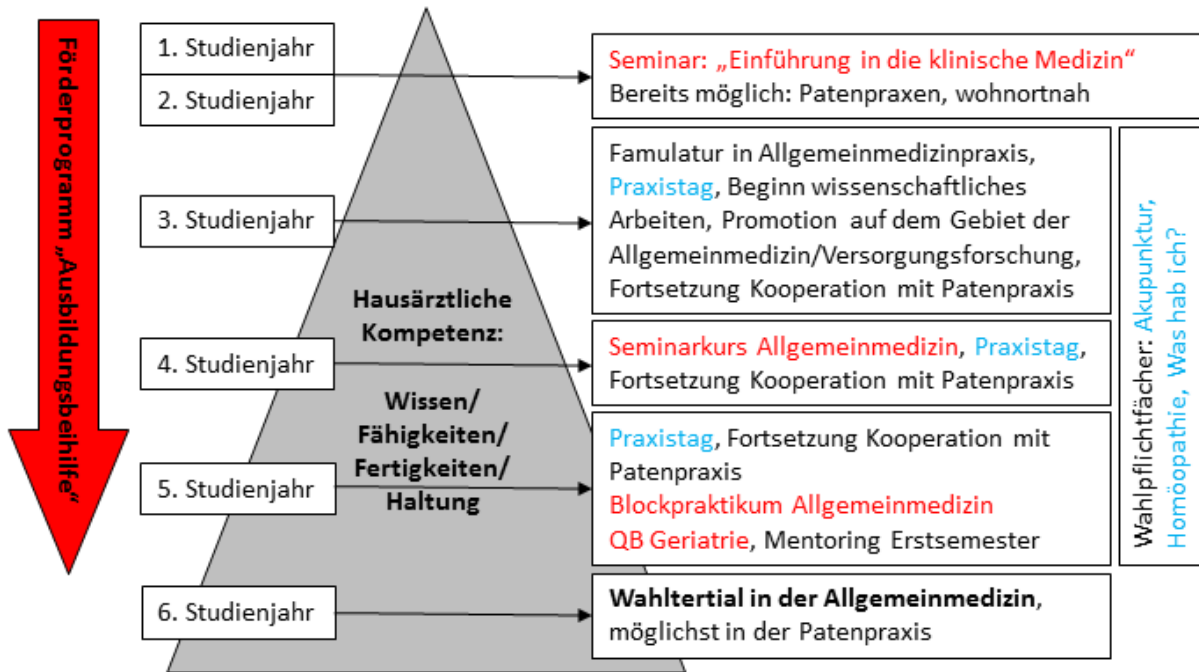 Förderprogramm „Ausbildungsbeihilfe“
1. Studienjahr
2. Studienjahr
Seminar: „Einführung in die klinische Medizin“
Bereits möglich: Patenpraxen, wohnortnah
3. Studienjahr
Famulatur in Allgemeinmedizinpraxis,
Praxistag, Beginn wissenschaftliches
Arbeiten, Promotion auf dem Gebiet der
Allgemeinmedizin/Versorgungsforschung,
Fortsetzung Kooperation mit Patenpraxis
Hausärztliche
Kompetenz:
Wissen/
Fähigkeiten/
Fertigkeiten/
Haltung
4. Studienjahr
Seminarkurs Allgemeinmedizin, Praxistag,
Fortsetzung Kooperation mit Patenpraxis
5. Studienjahr
Praxistag, Fortsetzung Kooperation mit
Patenpraxis
Blockpraktikum Allgemeinmedizin
QB Geriatrie, Mentoring Erstsemester
6. Studienjahr
Wahltertial in der Allgemeinmedizin,
möglichst in der Patenpraxis
Wahlpflichtfächer: Akupunktur,
Homöopathie, Was hab ich?